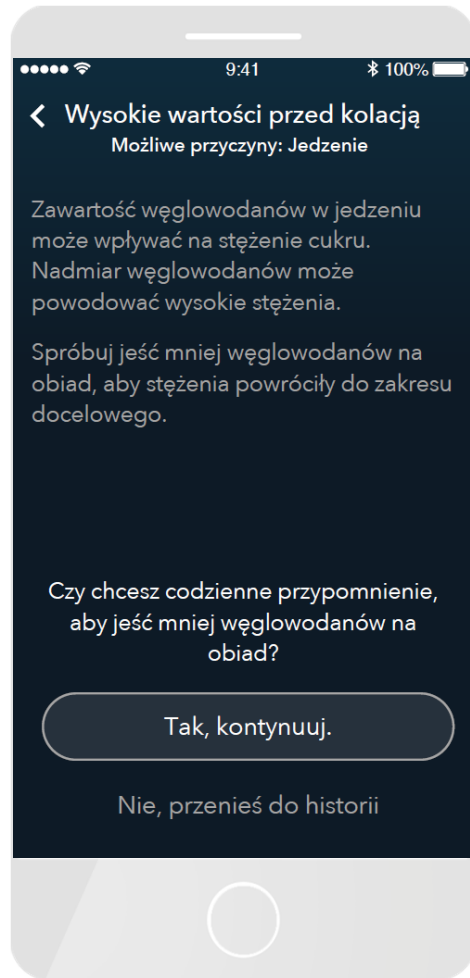 9:41
100%
Wysokie wartości przed kolacją
Możliwe przyczyny: Jedzenie
Zawartość węglowodanów w jedzeniu
może wpływać na stężenie cukru.
Nadmiar węglowodanów może
powodować wysokie stężenia.
Spróbuj jeść mniej węglowodanów na
obiad, aby stężenia powróciły do zakresu
docelowego.
Czy chcesz codzienne przypomnienie,
aby jeść mniej węglowodanów na
obiad?
Tak, kontynuuj.
Nie, przenieś do historii